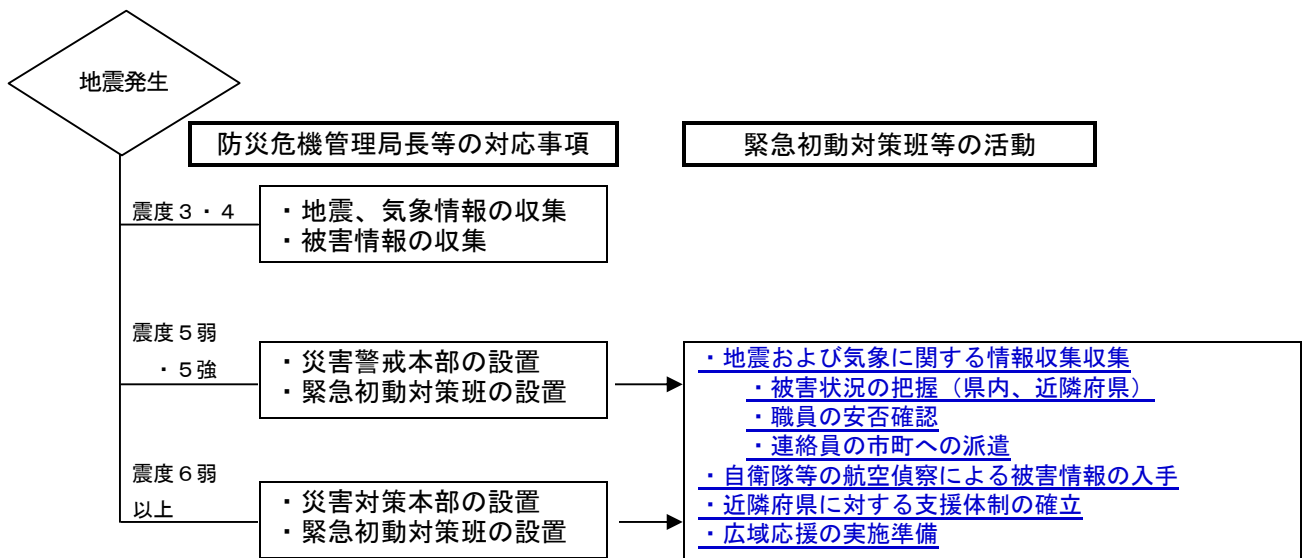 地震発生
防災危機管理局長等の対応事項
緊急初動対策班等の活動
震度３・４
・地震、気象情報の収集
・被害情報の収集
震度５弱
・５強
・災害警戒本部の設置
・緊急初動対策班の設置
・地震および気象に関する情報収集収集
・被害状況の把握（県内、近隣府県）
・職員の安否確認
・連絡員の市町への派遣
・自衛隊等の航空偵察による被害情報の入手
・近隣府県に対する支援体制の確立
・広域応援の実施準備
震度６弱
以上
・災害対策本部の設置
・緊急初動対策班の設置